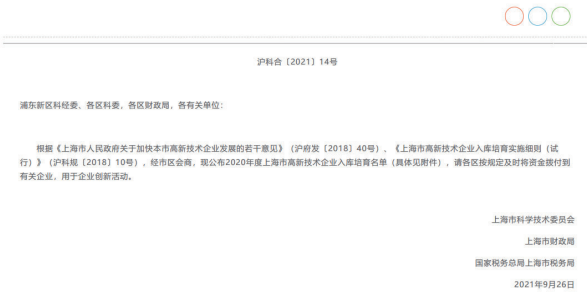 沪科合〔2021〕14号
浦东新区科经委、各区科委，各区财政局，各有关单位：
根据《上海市人民政府关于加快本市高新技术企业发展的若干意见》（沪府发〔2018〕40号），《上海市高新技术企业入库培育实施细则（试
行）》（沪科规〔2018〕10号），经市区会商，现公布2020年度上海市高新技术企业入库培育名单（具体见附件），请各区按规定及时将资金拨付到
有关企业，用于企业创新活动。
上海市科学技术委员会
上海市财政局
国家税务总局上海市税务局
2021年9月26日